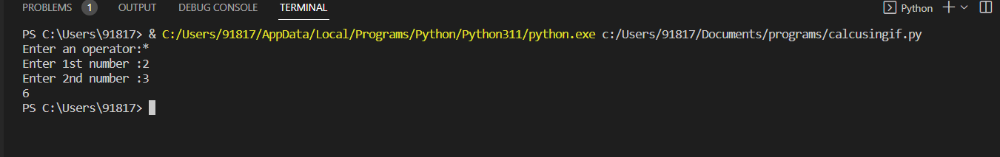 PROBLEMS 1 OUTPUT DEBUG CONSOLE TERMINAL Python
PS C:\Users\91817> & C:/Users/91817/AppData/Local/Programs/Python/Python311/python.exe c:/Users/91817/Documents/programs/calcusingif.py
Enter an operator:*
Enter 1st number :2
Enter 2nd number :3
6
PS C:\Users\91817>